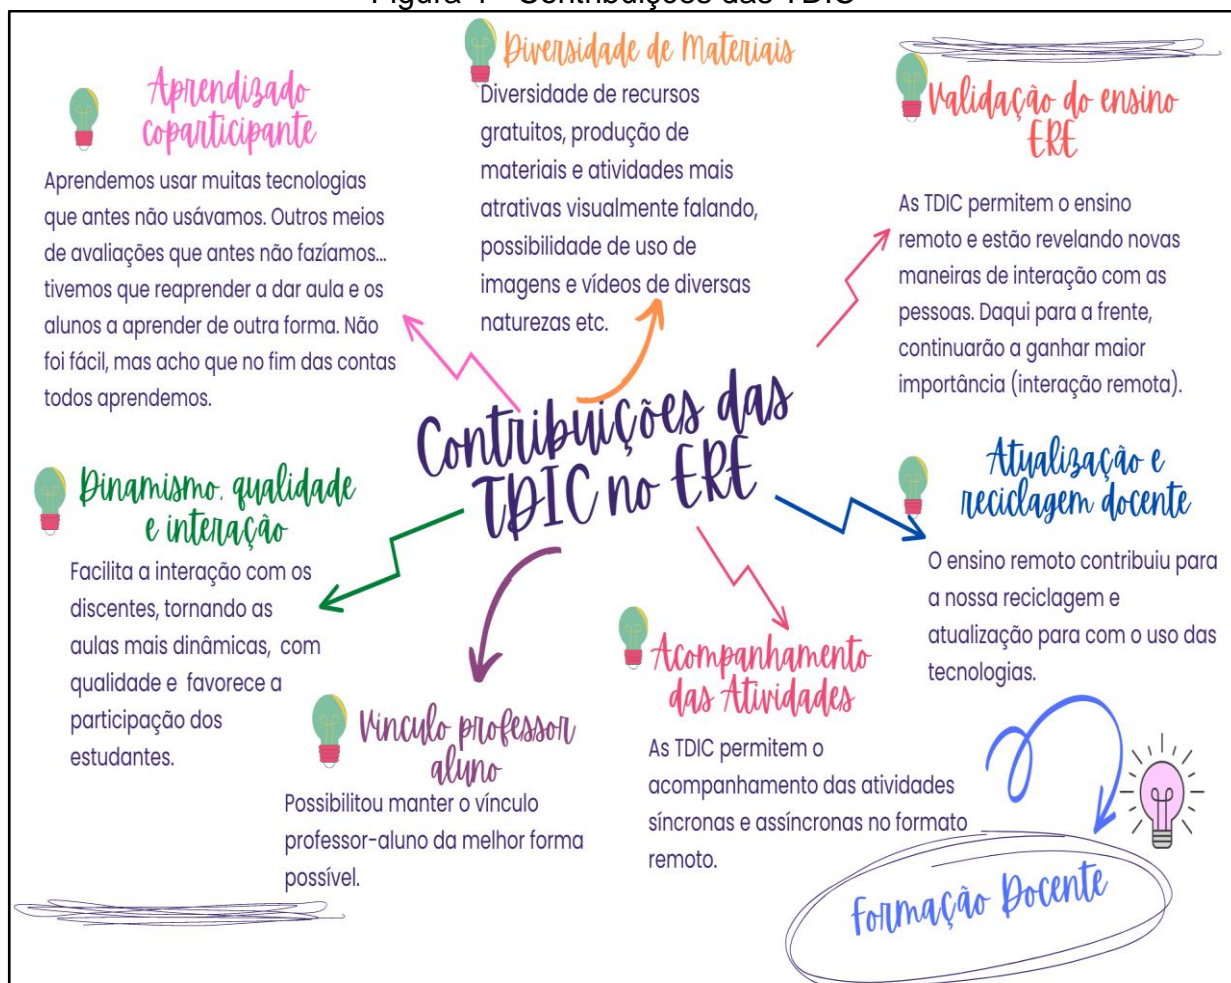 Figura 4 - Contribuições das TDIC
Aprendizado
coparticipante
Aprendemos usar muitas tecnologias
que antes não usávamos. Outros meios
de avaliações que antes não fazíamos...
tivemos que reaprender a dar aula e os
alunos a aprender de outra forma. Não
foi fácil, mas acho que no fim das contas
todos aprendemos.
Diversidade de Materiais
Diversidade de recursos
gratuitos, produção de
materiais e atividades mais
atrativas visualmente falando,
possibilidade de uso de
imagens e vídeos de diversas
naturezas etc.
Validação do ensino
ERE
As TDIC permitem o ensino
remoto e estão revelando novas
maneiras de interação com as
pessoas. Daqui para a frente,
continuarão a ganhar maior
importância (interação remota).
Contribuições das
TDIC no ERE
Dinamismo, qualidade
e interação
Facilita a interação com os
discentes, tornando as
aulas mais dinâmicas, com
qualidade e favorece a
participação dos
estudantes.
Vínculo professor
aluno
Possibilitou manter o vínculo
professor-aluno da melhor forma
possível.
Acompanhamento
das Atividades
As TDIC permitem o
acompanhamento das atividades
síncronas e assíncronas no formato
remoto.
Atualização e
reciclagem docente
O ensino remoto contribuiu para
a nossa reciclagem e
atualização para com o uso das
tecnologias.
Formação Docente